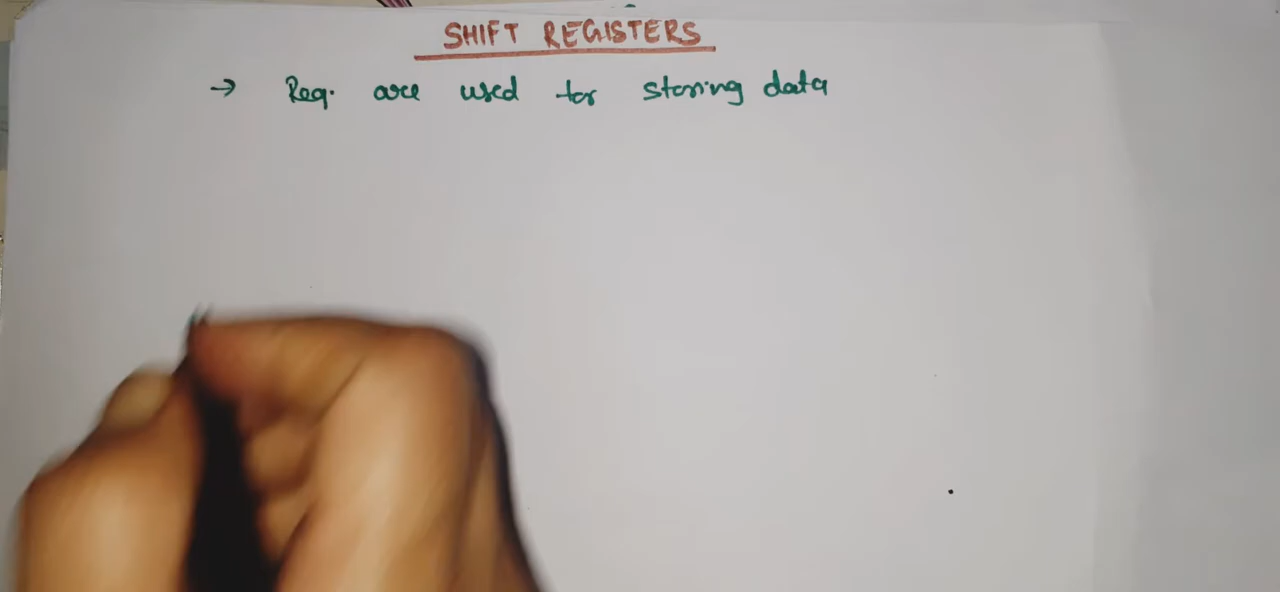 SHIFT REGISTERS
→ Reg. are used for storing data